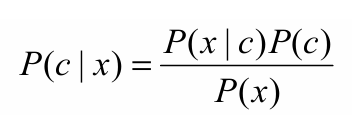 P(c | x) = P(x | c)P(c) / P(x)